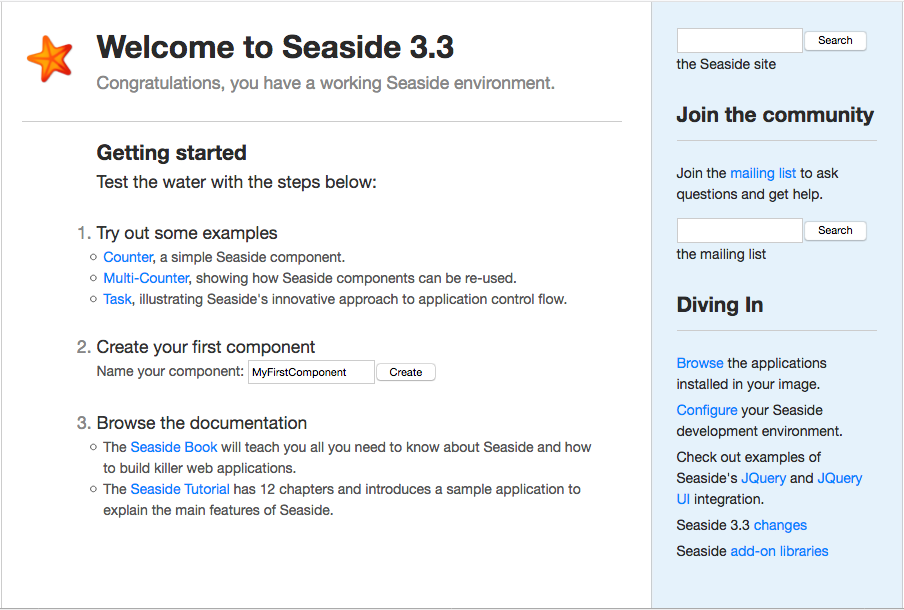 Welcome to Seaside 3.3
Congratulations, you have a working Seaside environment.
Getting started
Test the water with the steps below:
1. Try out some examples
Counter, a simple Seaside component.
Multi-Counter, showing how Seaside components can be re-used.
Task, illustrating Seaside's innovative approach to application control flow.
2. Create your first component
Name your component: MyFirstComponent Create
3. Browse the documentation
The Seaside Book will teach you all you need to know about Seaside and how
to build killer web applications.
The Seaside Tutorial has 12 chapters and introduces a sample application to
explain the main features of Seaside.
Search
the Seaside site
Join the community
Join the mailing list to ask
questions and get help.
Search
the mailing list
Diving In
Browse the applications
installed in your image.
Configure your Seaside
development environment.
Check out examples of
Seaside's JQuery and JQuery
UI integration.
Seaside 3.3 changes
Seaside add-on libraries